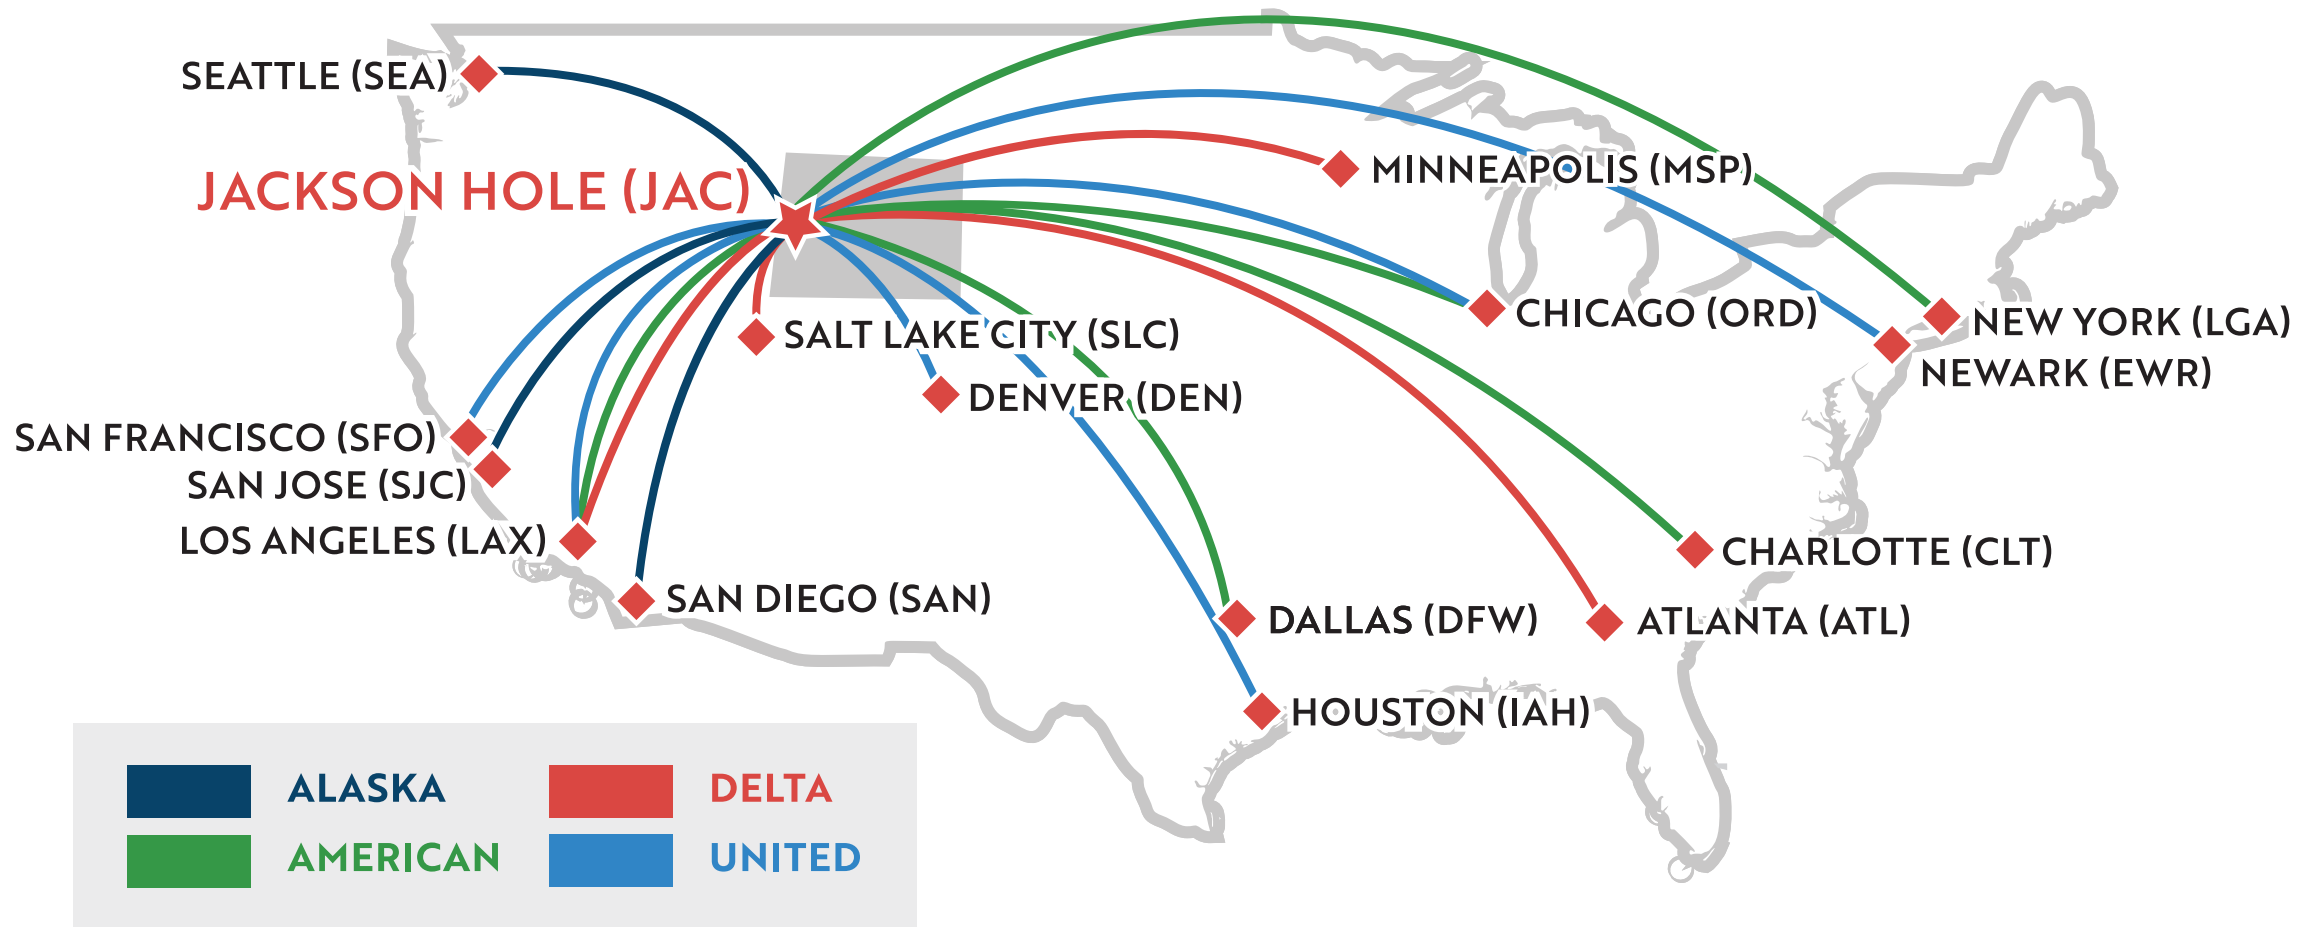 SEATTLE (SEA)
JACKSON HOLE (JAC)
MINNEAPOLIS (MSP)
CHICAGO (ORD)
NEW YORK (LGA)
NEWARK (EWR)
SALT LAKE CITY (SLC)
DENVER (DEN)
SAN FRANCISCO (SFO)
SAN JOSE (SJC)
LOS ANGELES (LAX)
SAN DIEGO (SAN)
CHARLOTTE (CLT)
DALLAS (DFW)
ATLANTA (ATL)
HOUSTON (IAH)
ALASKA
DELTA
AMERICAN
UNITED